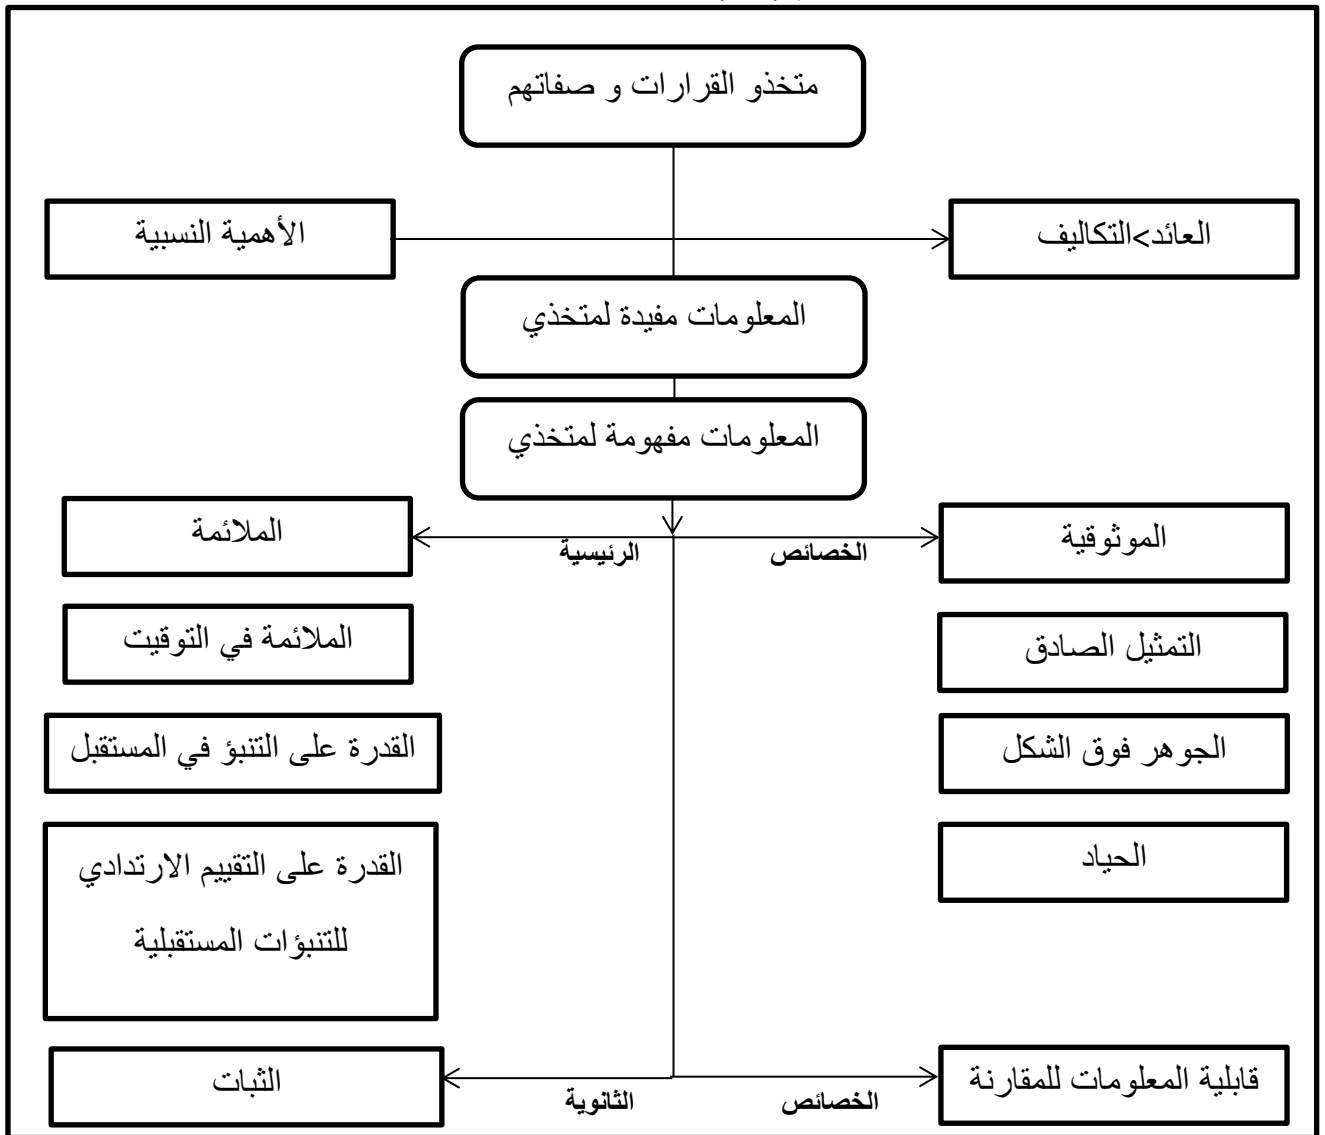 متخذو القرارات و صفاتهم
العائد>التكاليف
الأهمية النسبية
المعلومات مفيدة لمتخذي
المعلومات مفهومة لمتخذي
الموثوقية
الخصائص
الرئيسية
الملائمة
التمثيل الصادق
الملائمة في التوقيت
الجوهر فوق الشكل
القدرة على التنبؤ في المستقبل
الحياد
القدرة على التقييم الارتدادي
للتنبؤات المستقبلية
قابلية المعلومات للمقارنة
الخصائص
الثانوية
الثبات